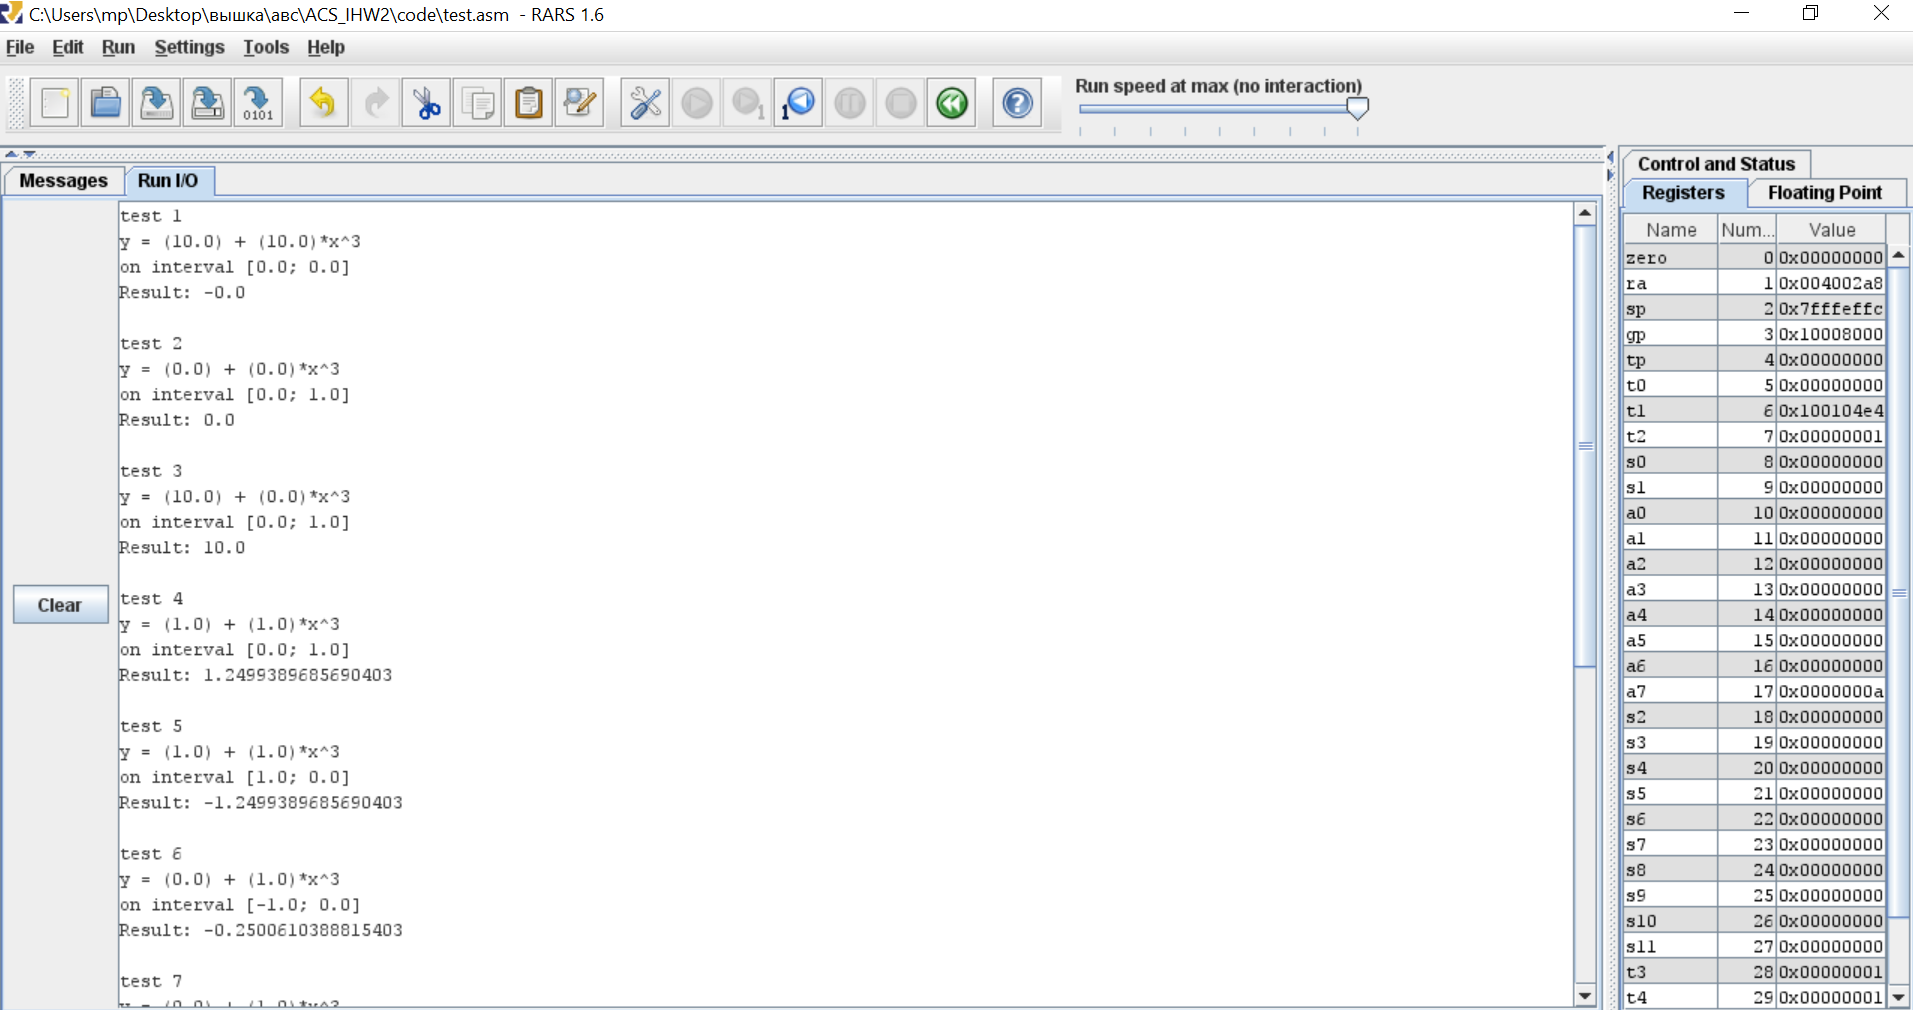 C:\Users\mp\Desktop\вышка\авс\ACS_IHW2\code\test.asm - RARS 1.6
File Edit Run Settings Tools Help
0101
1
1
Run speed at max (no interaction)
Messages Run I/O
test 1
y = (10.0) + (10.0)*x^3
on interval [0.0; 0.0]
Result: -0.0
test 2
y = (0.0) + (0.0)*x^3
on interval [0.0; 1.0]
Result: 0.0
test 3
y = (10.0) + (0.0)*x^3
on interval [0.0; 1.0]
Result: 10.0
test 4
y = (1.0) + (1.0)*x^3
on interval [0.0; 1.0]
Result: 1.2499389685690403
test 5
y = (1.0) + (1.0)*x^3
on interval [1.0; 0.0]
Result: -1.2499389685690403
test 6
y = (0.0) + (1.0)*x^3
on interval [-1.0; 0.0]
Result: -0.2500610388815403
test 7
y = (0.0) + (1.0)*x^3
Clear
Control and Status
Registers Floating Point
Name Num... Value
zero 0 0x00000000
ra 1 0x004002a8
sp 2 0x7fffeffc
gp 3 0x10008000
tp 4 0x00000000
t0 5 0x00000000
t1 6 0x100104e4
t2 7 0x00000001
s0 8 0x00000000
s1 9 0x00000000
a0 10 0x00000000
a1 11 0x00000000
a2 12 0x00000000
a3 13 0x00000000
a4 14 0x00000000
a5 15 0x00000000
a6 16 0x00000000
a7 17 0x0000000a
s2 18 0x00000000
s3 19 0x00000000
s4 20 0x00000000
s5 21 0x00000000
s6 22 0x00000000
s7 23 0x00000000
s8 24 0x00000000
s9 25 0x00000000
s10 26 0x00000000
s11 27 0x00000000
t3 28 0x00000001
t4 29 0x00000001